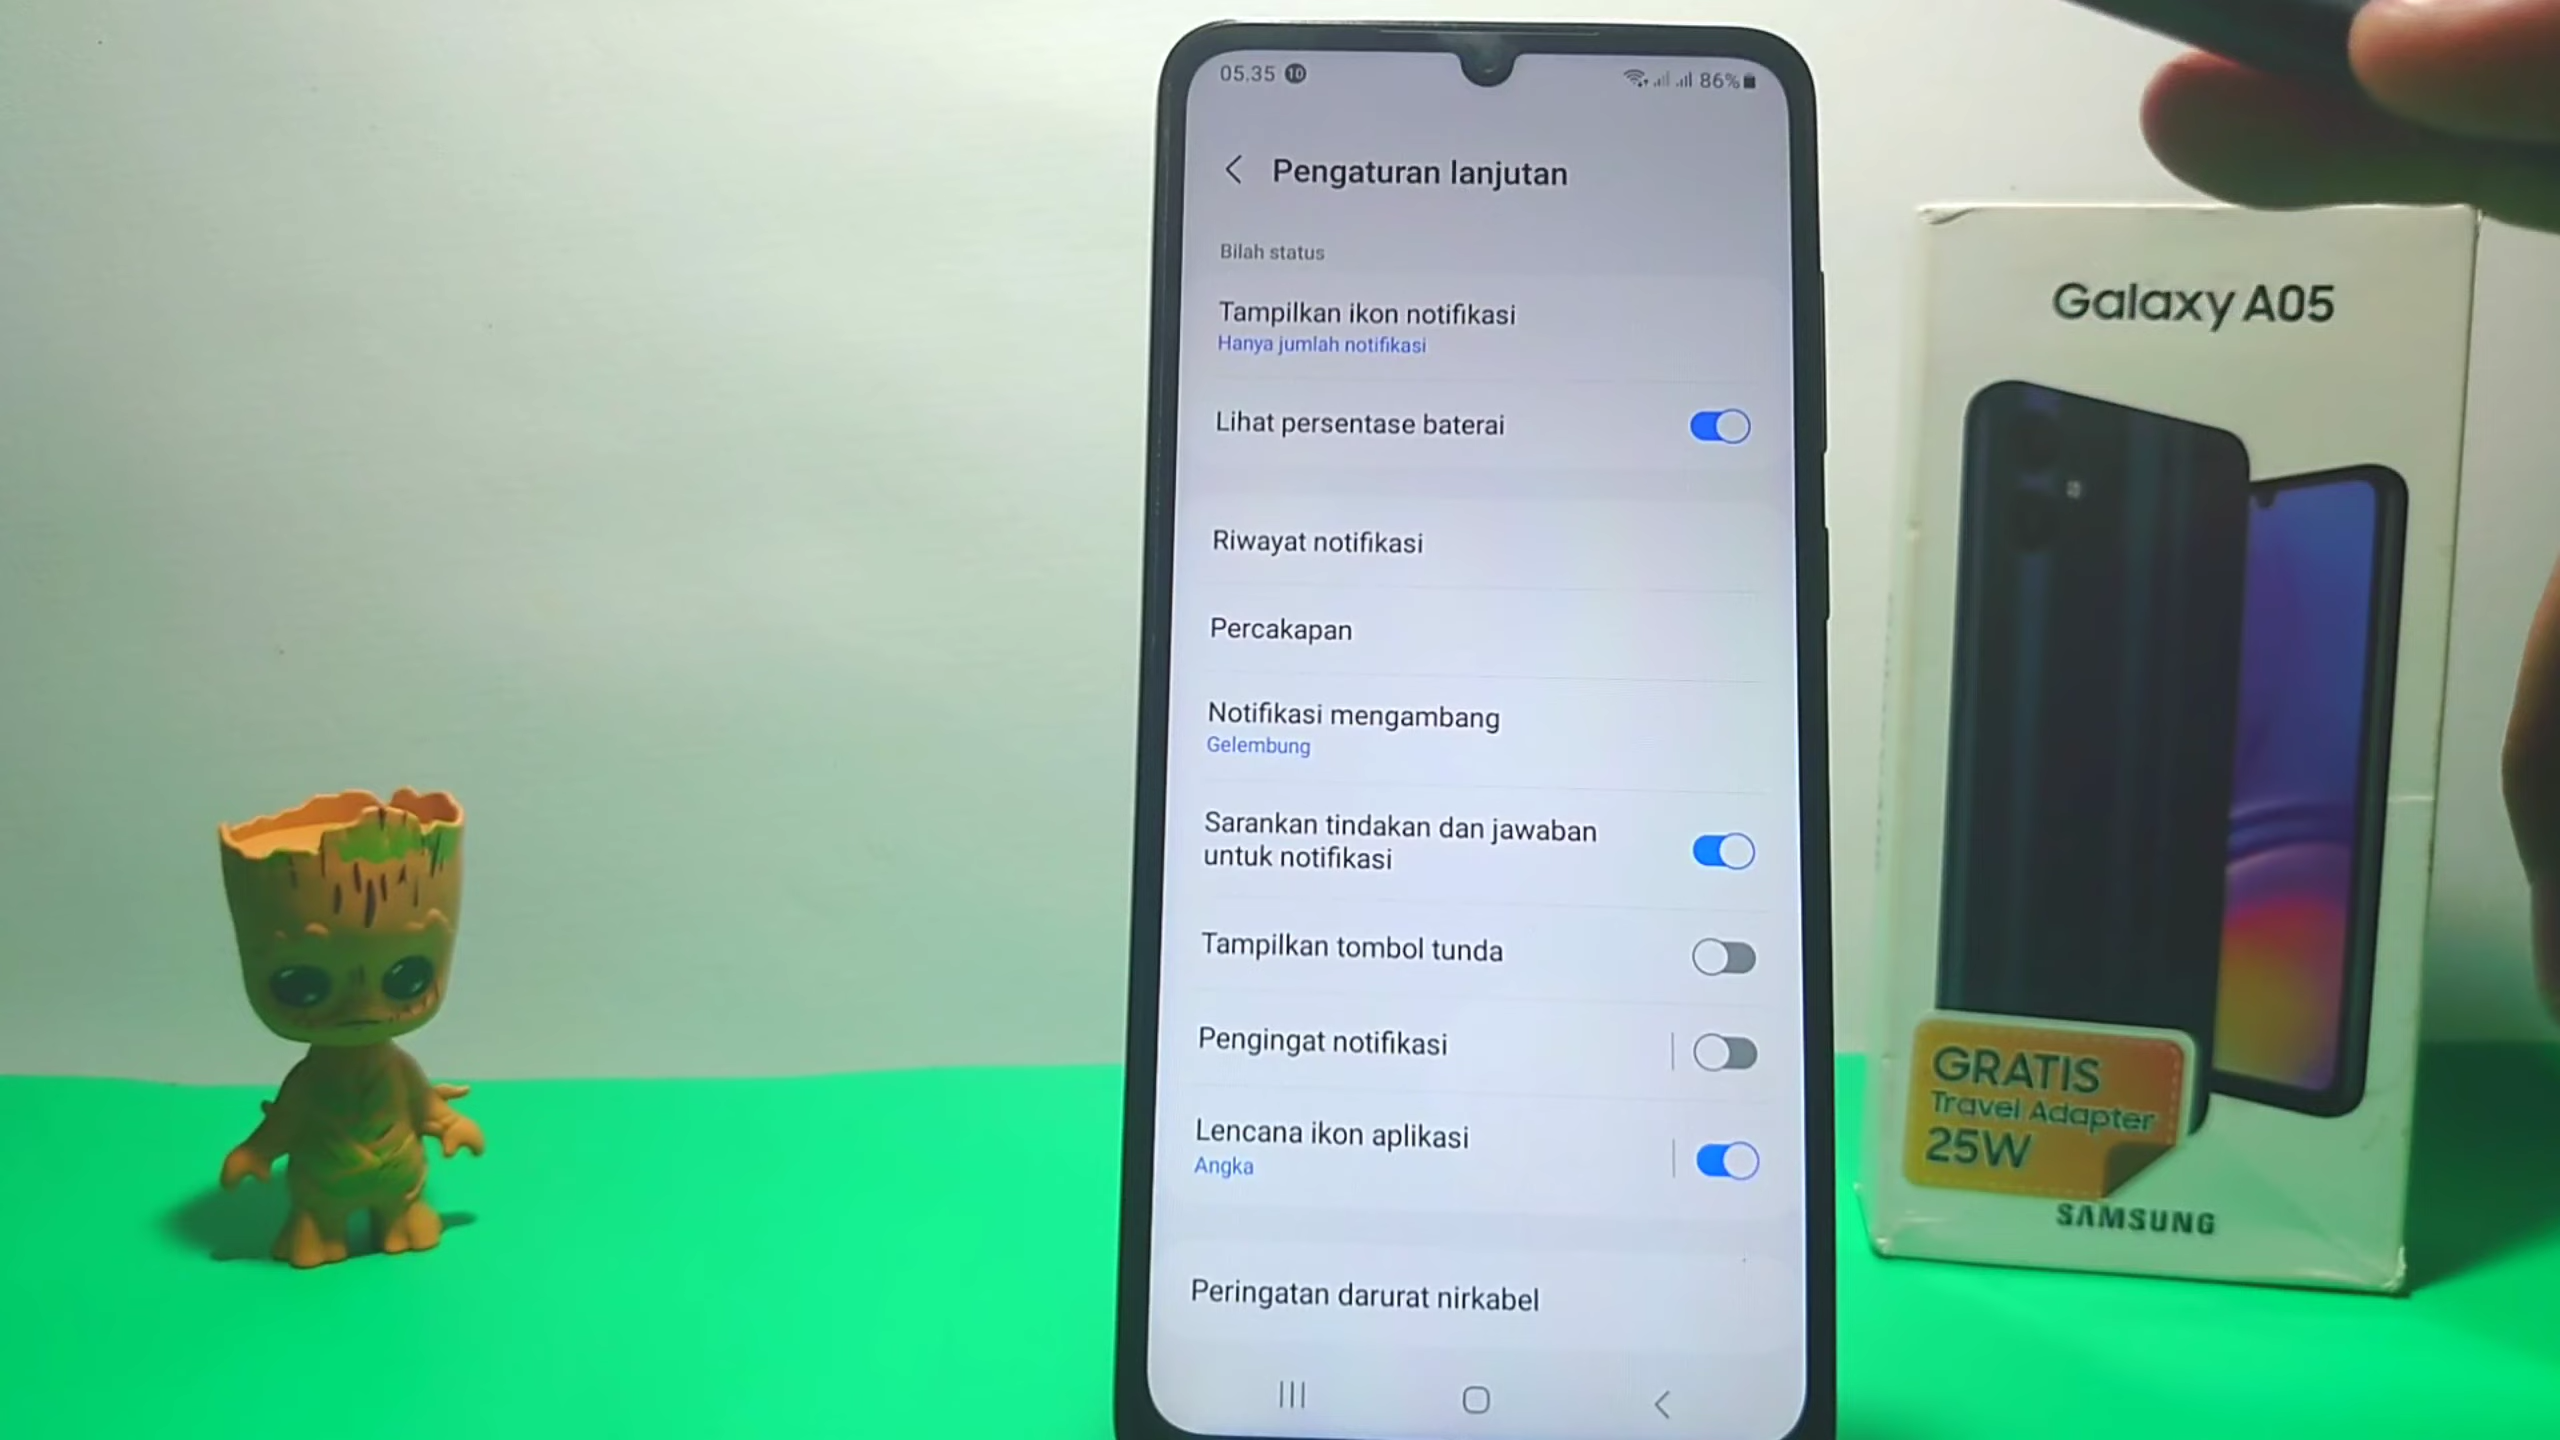 05.35 10
86%
Pengaturan lanjutan
Bilah status
Tampilkan ikon notifikasi
Hanya jumlah notifikasi
Lihat persentase baterai
Riwayat notifikasi
Percakapan
Notifikasi mengambang
Gelembung
Sarankan tindakan dan jawaban
untuk notifikasi
Tampilkan tombol tunda
Pengingat notifikasi
Lencana ikon aplikasi
Angka
Peringatan darurat nirkabel
Galaxy A05
GRATIS
Travel Adapter
25W
SAMSUNG